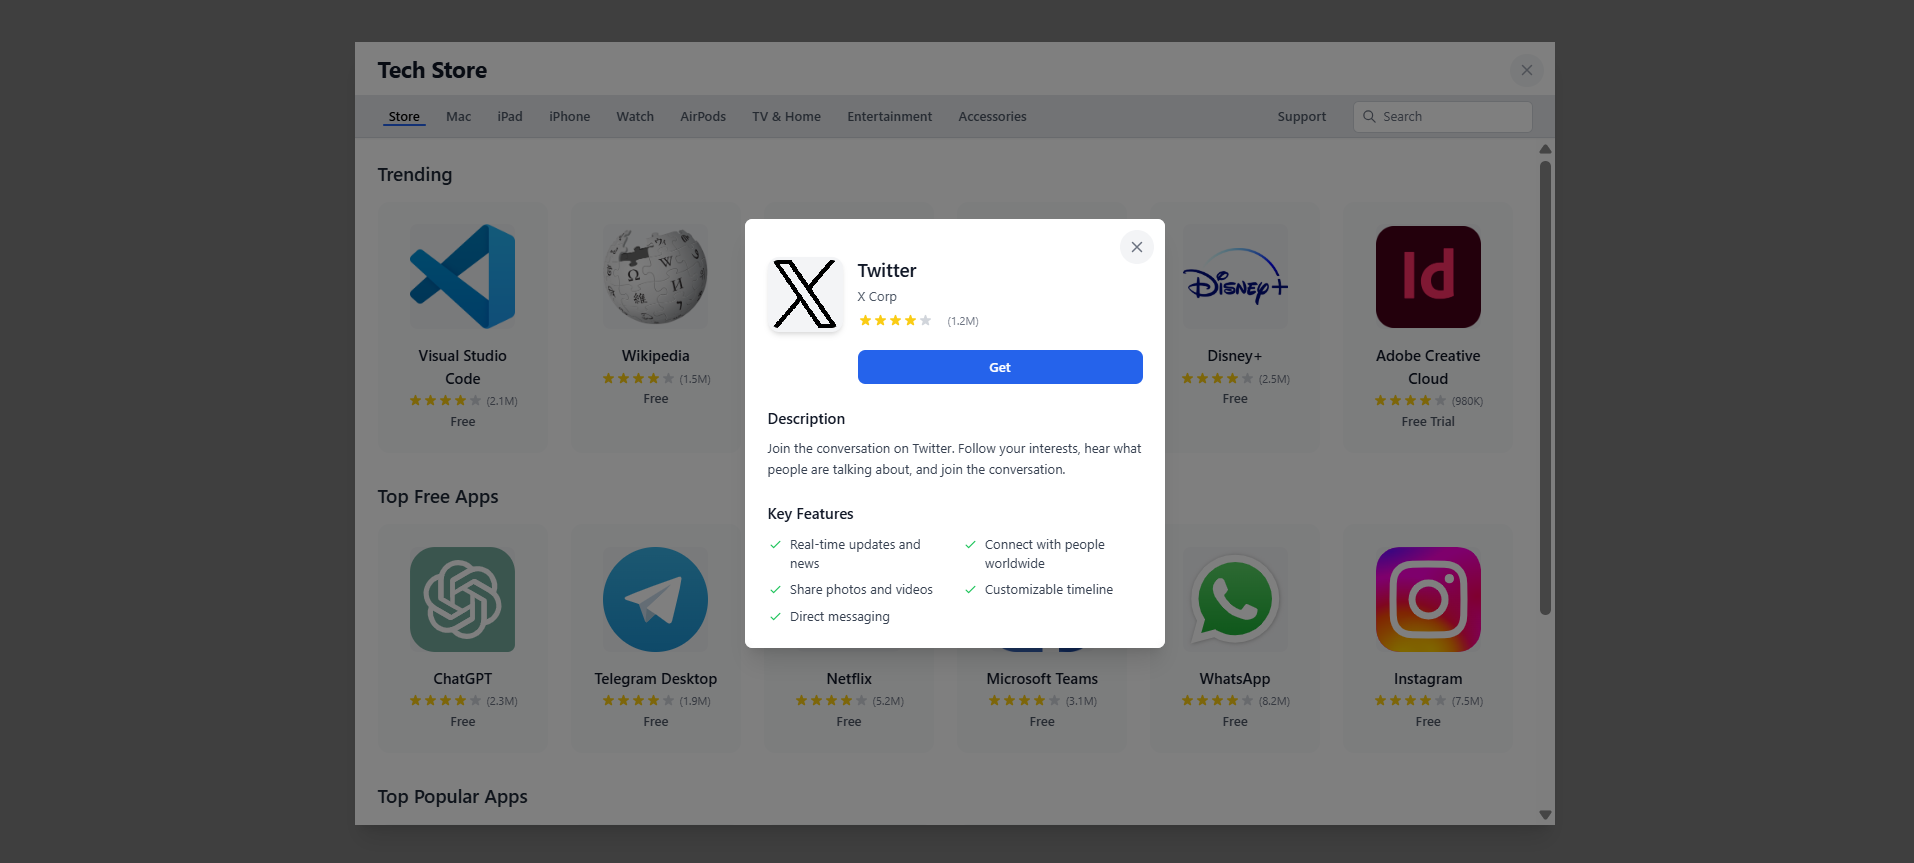 Tech Store
Store Mac iPad iPhone Watch AirPods TV & Home Entertainment Accessories Support Search
Trending
Visual Studio
Code
(2.1M)
Free
Wikipedia
(1.5M)
Free
Disney+
Disney+
(2.5M)
Free
Id
Adobe Creative
Cloud
(980K)
Free Trial
Twitter
X Corp
(1.2M)
Get
Description
Join the conversation on Twitter. Follow your interests, hear what
people are talking about, and join the conversation.
Key Features
Real-time updates and
news
Connect with people
worldwide
Share photos and videos
Customizable timeline
Direct messaging
Top Free Apps
ChatGPT
(2.3M)
Free
Telegram Desktop
(1.9M)
Free
Netflix
(5.2M)
Free
Microsoft Teams
(3.1M)
Free
WhatsApp
(8.2M)
Free
Instagram
(7.5M)
Free
Top Popular Apps